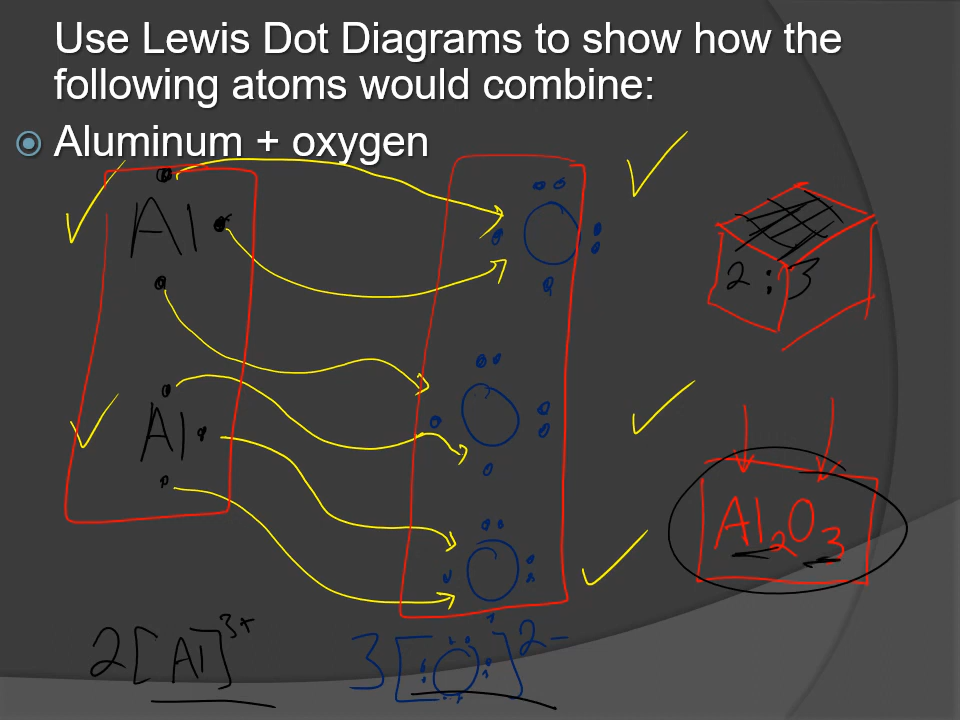 Use Lewis Dot Diagrams to show how the
following atoms would combine:
Aluminum + oxygen
Al O
2:3
Al O
O
Al₂O₃
2[Al]³⁺ 3[O]²⁻